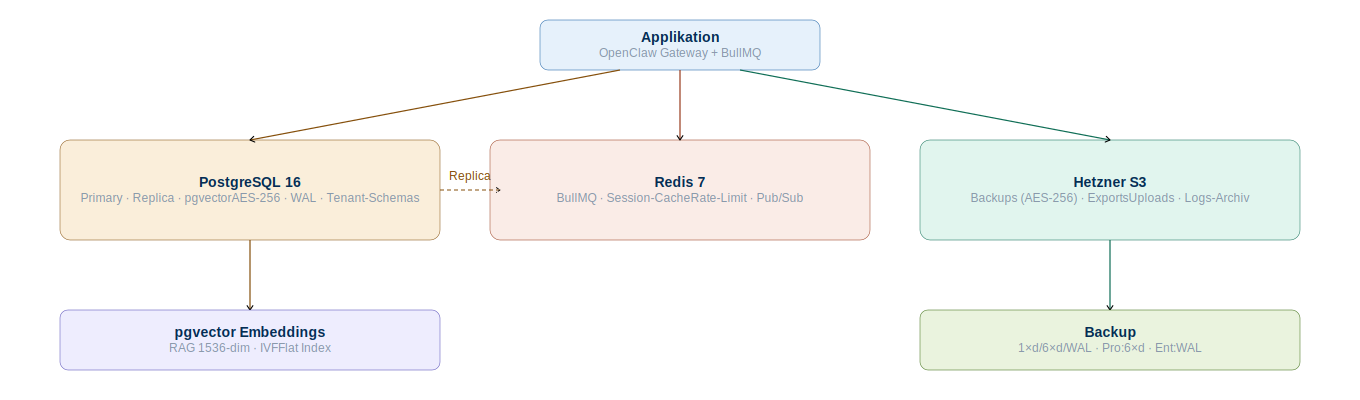 Applikation
OpenClaw Gateway + BullMQ
PostgreSQL 16
Primary · Replica · pgvectorAES-256 · WAL · Tenant-Schemas
Replica
Redis 7
BullMQ · Session-CacheRate-Limit · Pub/Sub
Hetzner S3
Backups (AES-256) · ExportsUploads · Logs-Archiv
pgvector Embeddings
RAG 1536-dim · IVFFlat Index
Backup
1×d/6×d/WAL · Pro:6×d · Ent:WAL